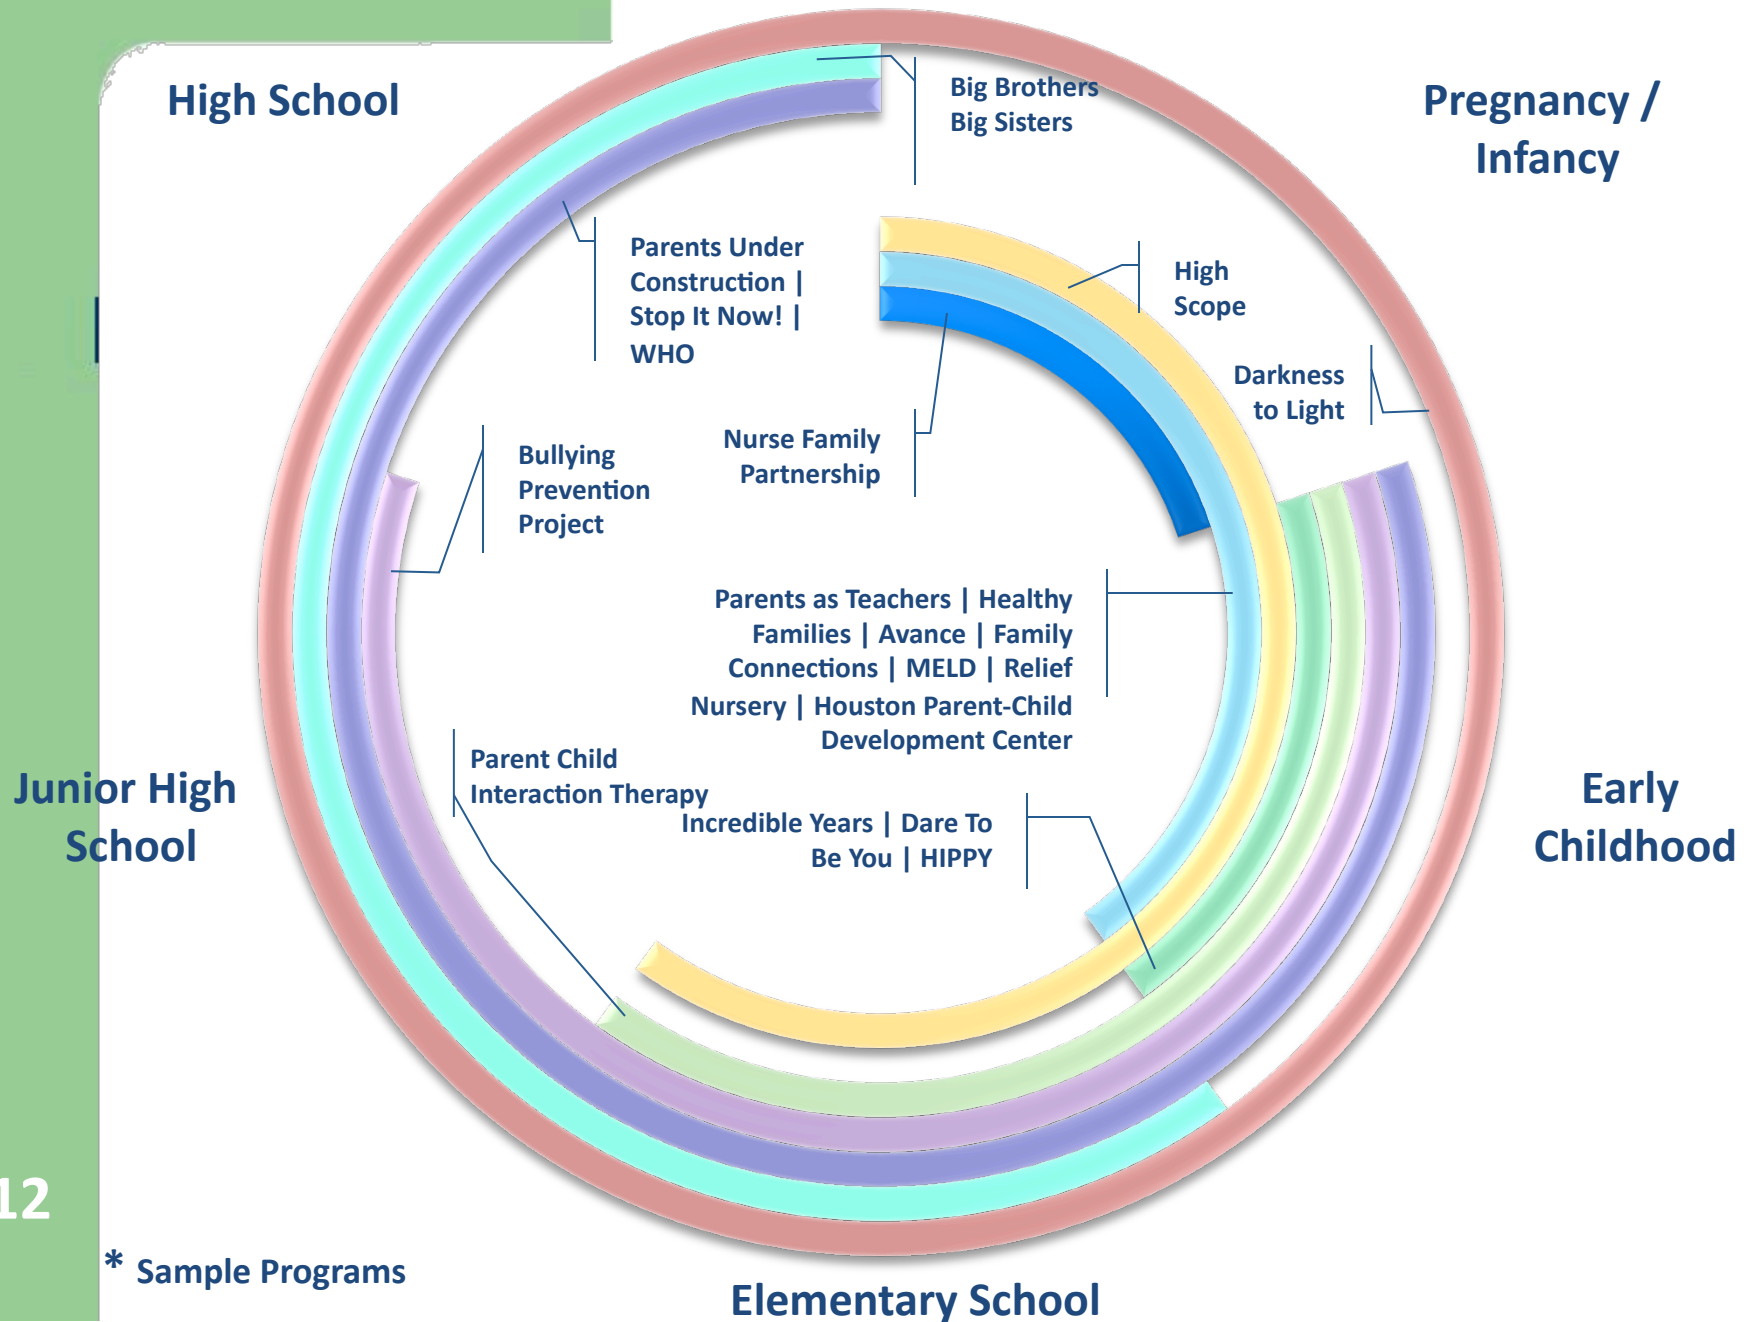 High School
Pregnancy /
Infancy
Big Brothers
Big Sisters
Parents Under
Construction |
Stop It Now! |
WHO
High
Scope
Darkness
to Light
Nurse Family
Partnership
Bullying
Prevention
Project
Parents as Teachers | Healthy
Families | Avance | Family
Connections | MELD | Relief
Nursery | Houston Parent-Child
Development Center
Parent Child
Interaction Therapy
Incredible Years | Dare To
Be You | HIPPY
Junior High
School
Early
Childhood
12
* Sample Programs
Elementary School